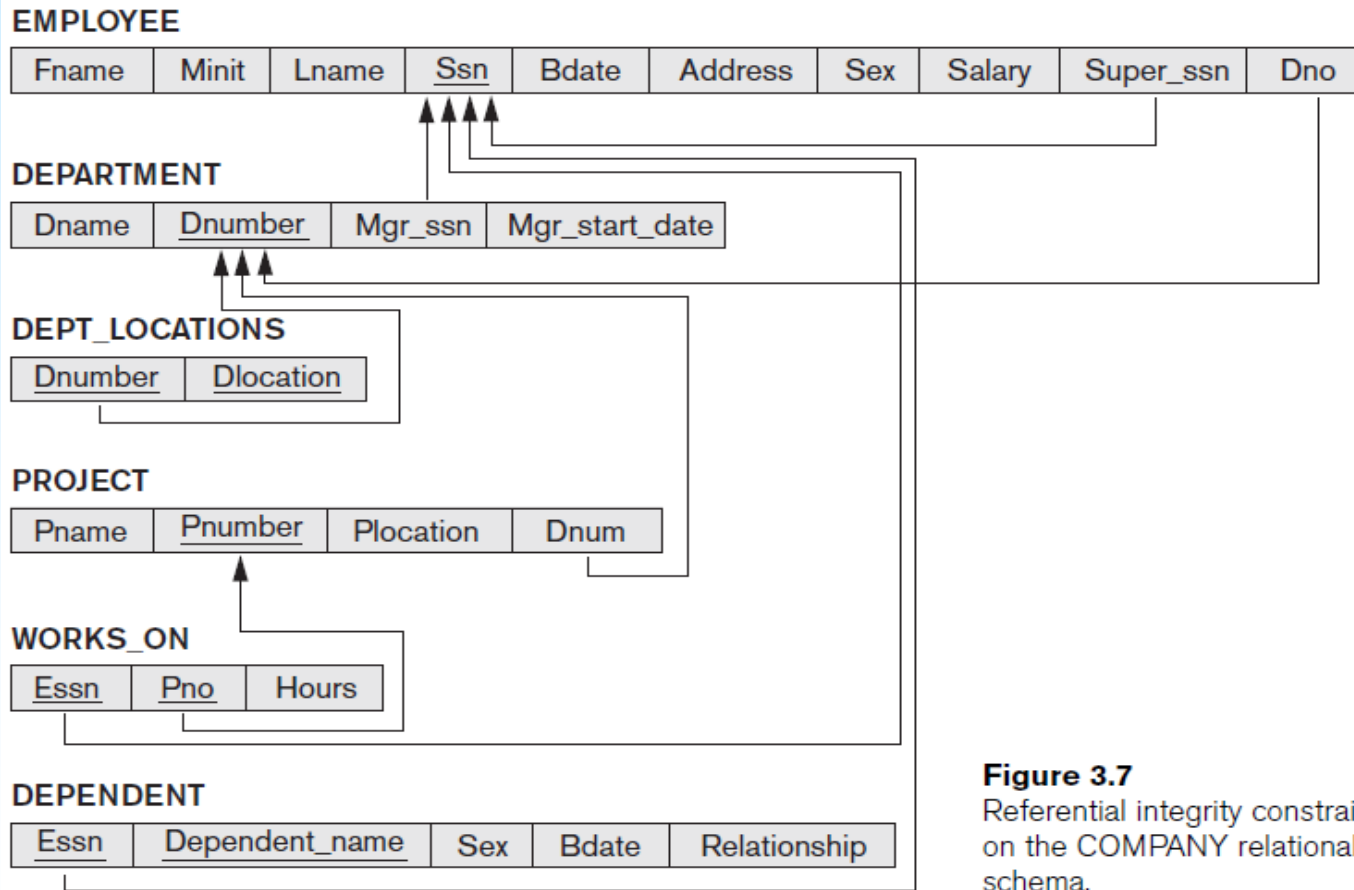 EMPLOYEE
Fname Minit Lname Ssn Bdate Address Sex Salary Super_ssn Dno
DEPARTMENT
Dname Dnumber Mgr_ssn Mgr_start_date
DEPT_LOCATIONS
Dnumber Dlocation
PROJECT
Pname Pnumber Plocation Dnum
WORKS_ON
Essn Pno Hours
DEPENDENT
Essn Dependent_name Sex Bdate Relationship
Figure 3.7
Referential integrity
on the COMPANY relational
schema.